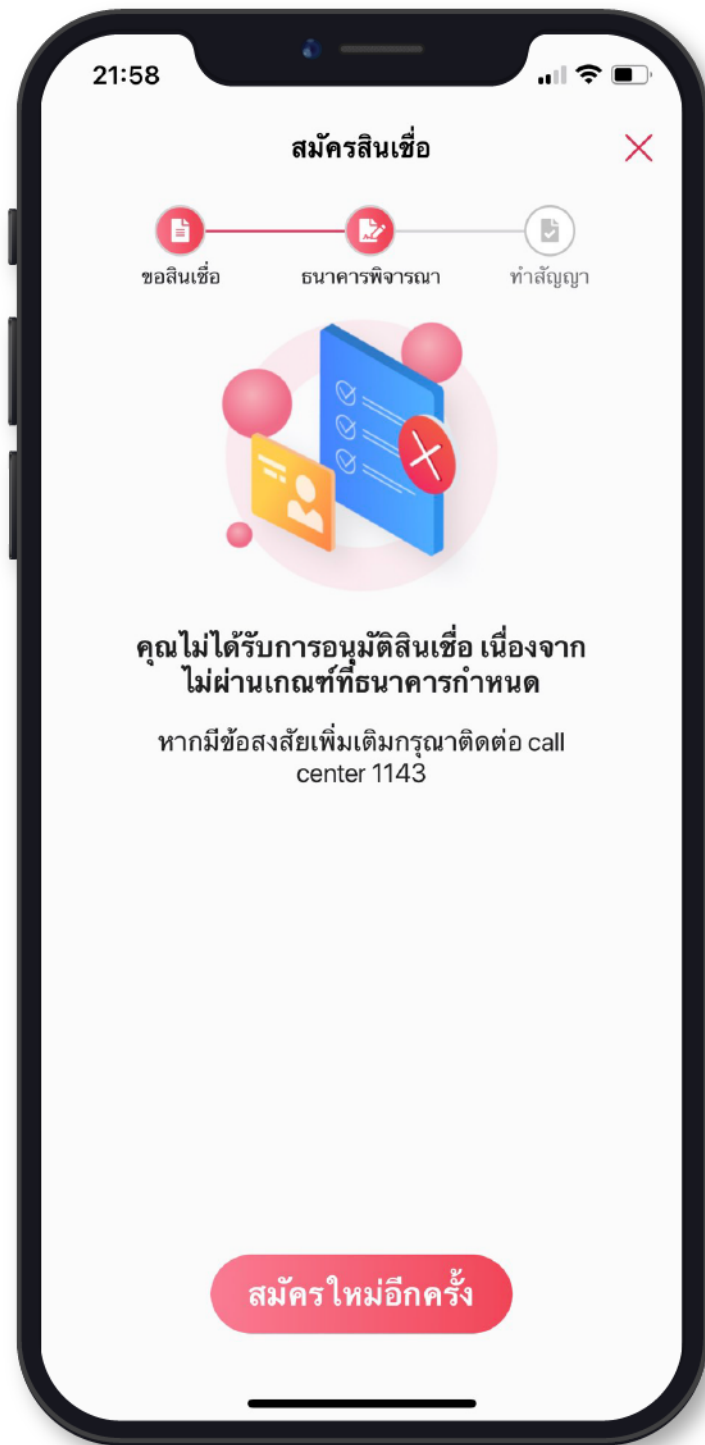 21:58
สมัครสินเชื่อ
ขอสินเชื่อ ธนาคารพิจารณา ทำสัญญา
คุณไม่ได้รับการอนุมัติสินเชื่อ เนื่องจาก
ไม่ผ่านเกณฑ์ที่ธนาคารกำหนด
หากมีข้อสงสัยเพิ่มเติมกรุณาติดต่อ call
center 1143
สมัครใหม่อีกครั้ง